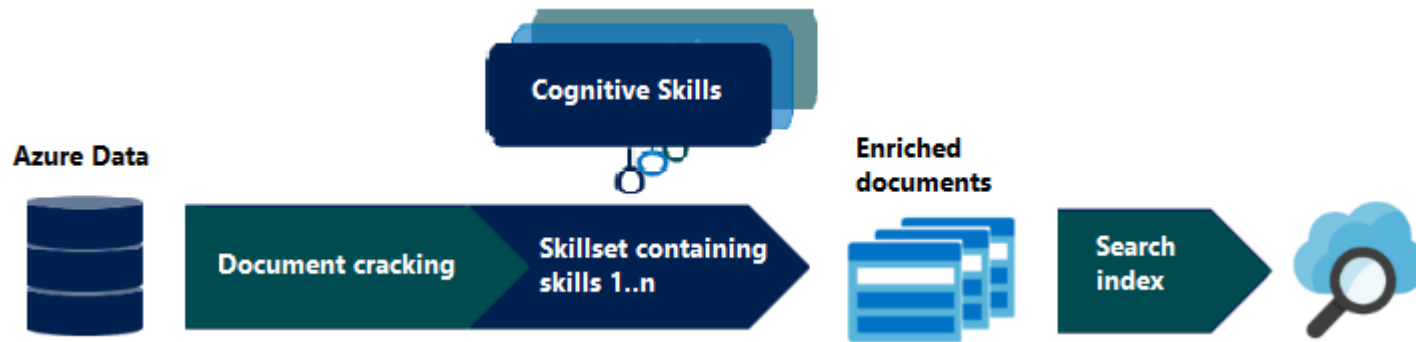 Cognitive Skills
Azure Data
Enriched
documents
Document cracking
Skillset containing
skills 1..n
Search
index